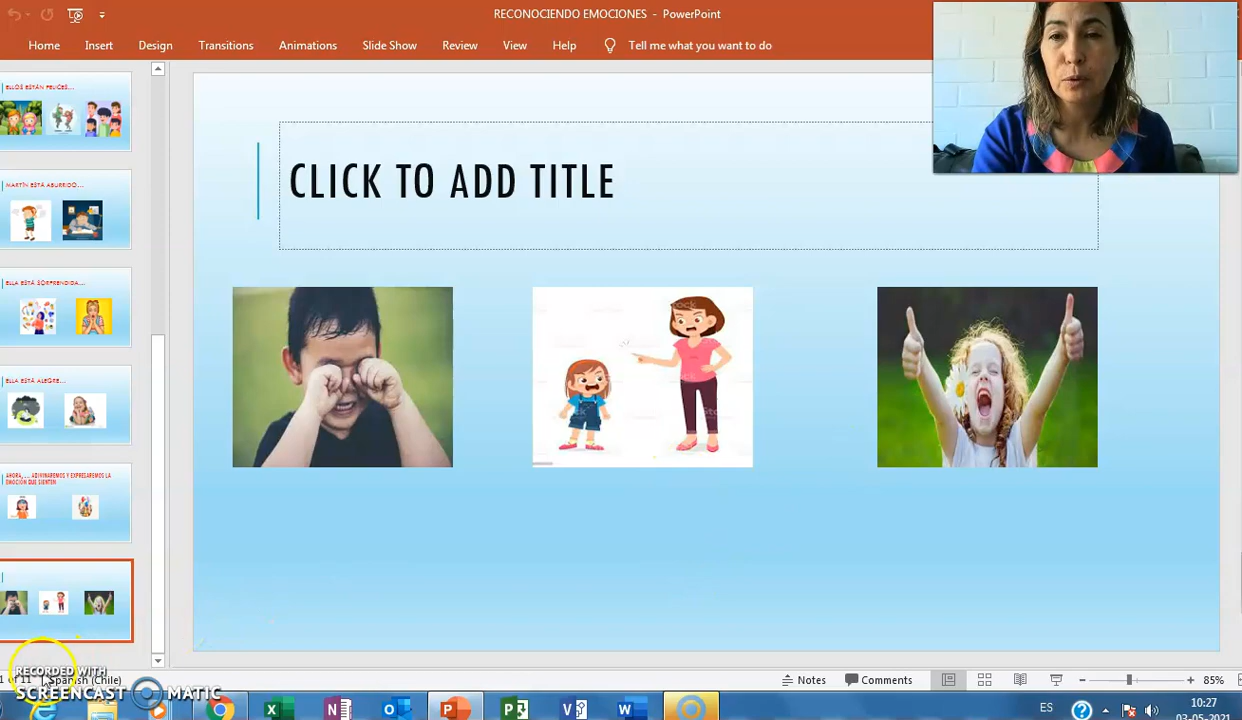 RECONOCIENDO EMOCIONES - PowerPoint
Home Insert Design Transitions Animations Slide Show Review View Help Tell me what you want to do
ELLOS ESTÁN FELICES...
MARTÍN ESTÁ ABURRIDO...
ELLA ESTÁ SORPRENDIDA...
ELLA ESTÁ ALEGRE...
AHORA,... ADIVINAREMOS Y EXPRESAREMOS LA
EMOCIÓN QUE SIENTEN
CLICK TO ADD TITLE
of 11 Spanish (Chile) Notes Comments 85%
RECORDED WITH
SCREENCAST MATIC
ES 10:27
03-05-2021